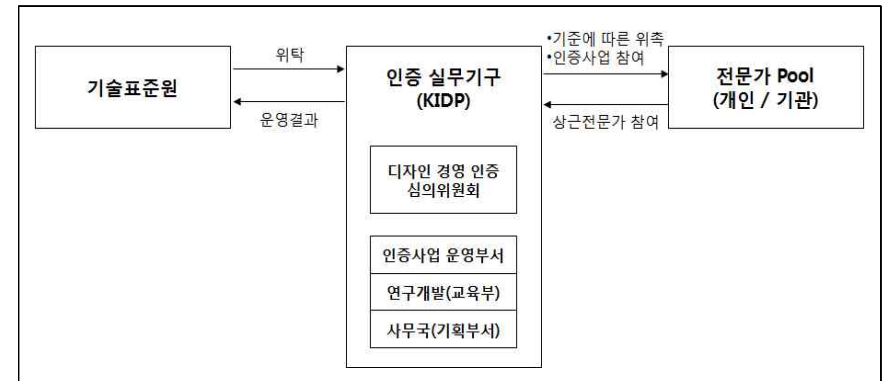 기술표준원
위탁
운영결과
인증 실무기구
(KIDP)
디자인 경영 인증
심의위원회
인증사업 운영부서
연구개발(교육부)
사무국(기획부서)
•기준에 따른 위촉
•인증사업 참여
상근전문가 참여
전문가 Pool
(개인 / 기관)